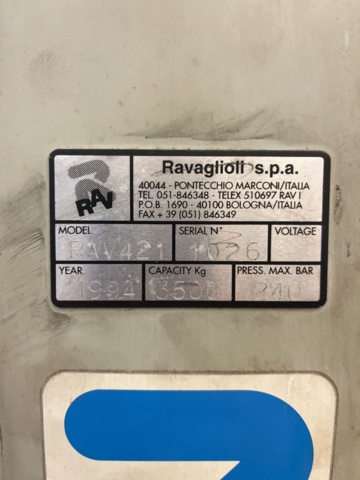 RAV
Ravaglioli s.p.a.
40044 - PONTECCHIO MARCONI/ITALIA
TEL. 051-846348 - TELEX 510697 RAV I
P.O.B. 1690 - 40100 BOLOGNA/ITALIA
FAX + 39 (051) 846349
MODEL SERIAL N° VOLTAGE
RAV421 1026
YEAR CAPACITY Kg PRESS. MAX. BAR
1994 3500 240